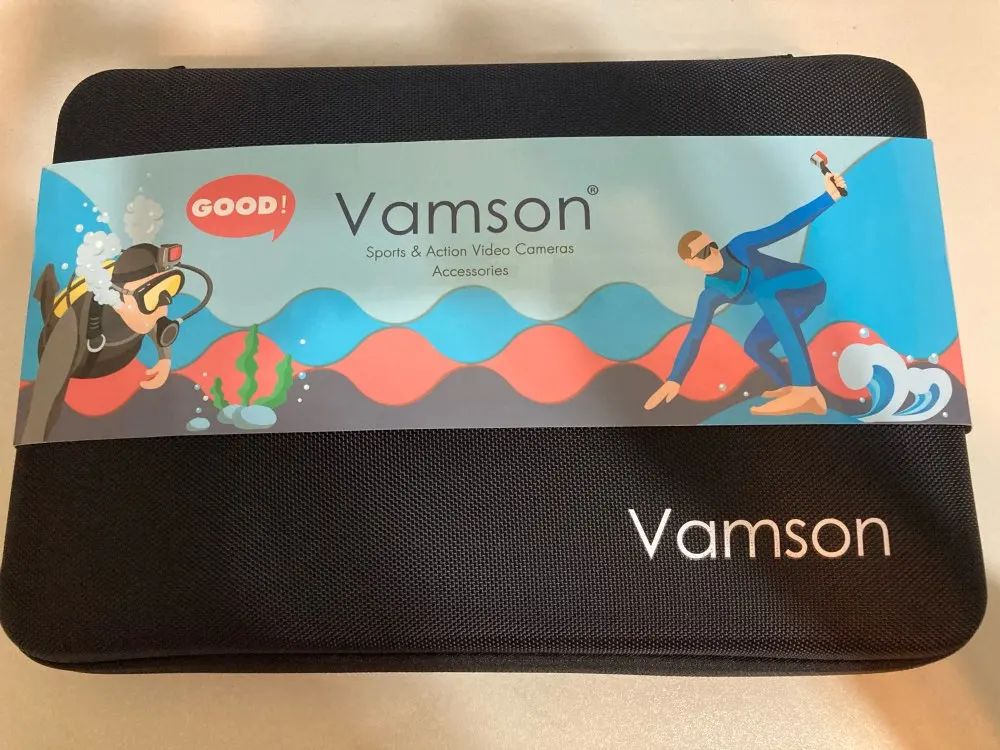 GOOD!
Vamson®
Sports & Action Video Cameras
Accessories
Vamson